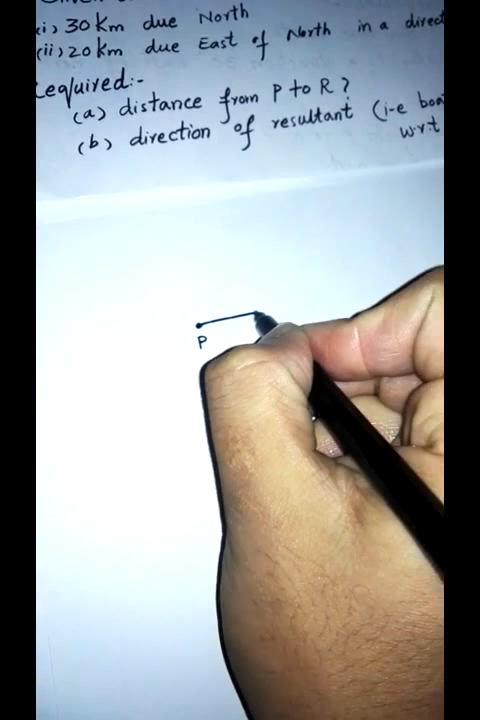 (i) 30 Km due North
(ii) 20 Km due East of North in a direct
Required:-
(a) distance from P to R?
(b) direction of resultant (i-e boa
w.r.t
P